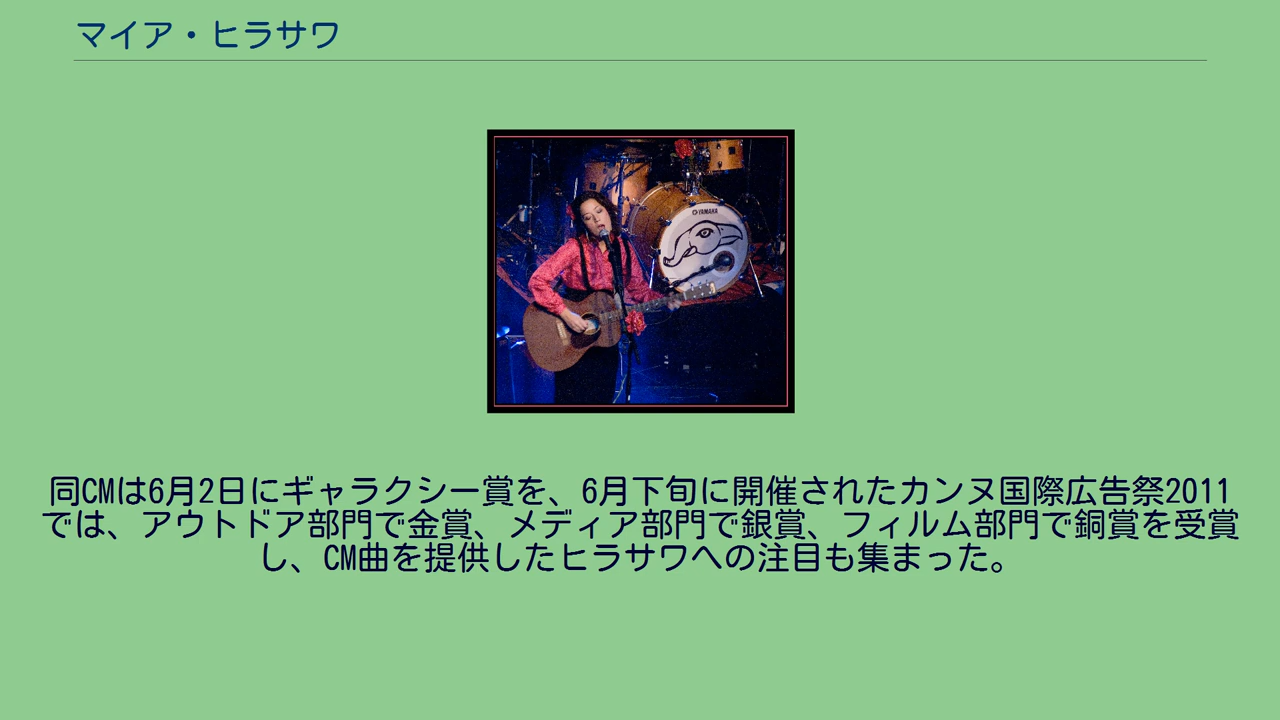 マイア・ヒラサワ
YAMAHA
同CMは6月2日にギャラクシー賞を、6月下旬に開催されたカンヌ国際広告祭2011
では、アウトドア部門で金賞、メディア部門で銀賞、フィルム部門で銅賞を受賞
し、CM曲を提供したヒラサワへの注目も集まった。